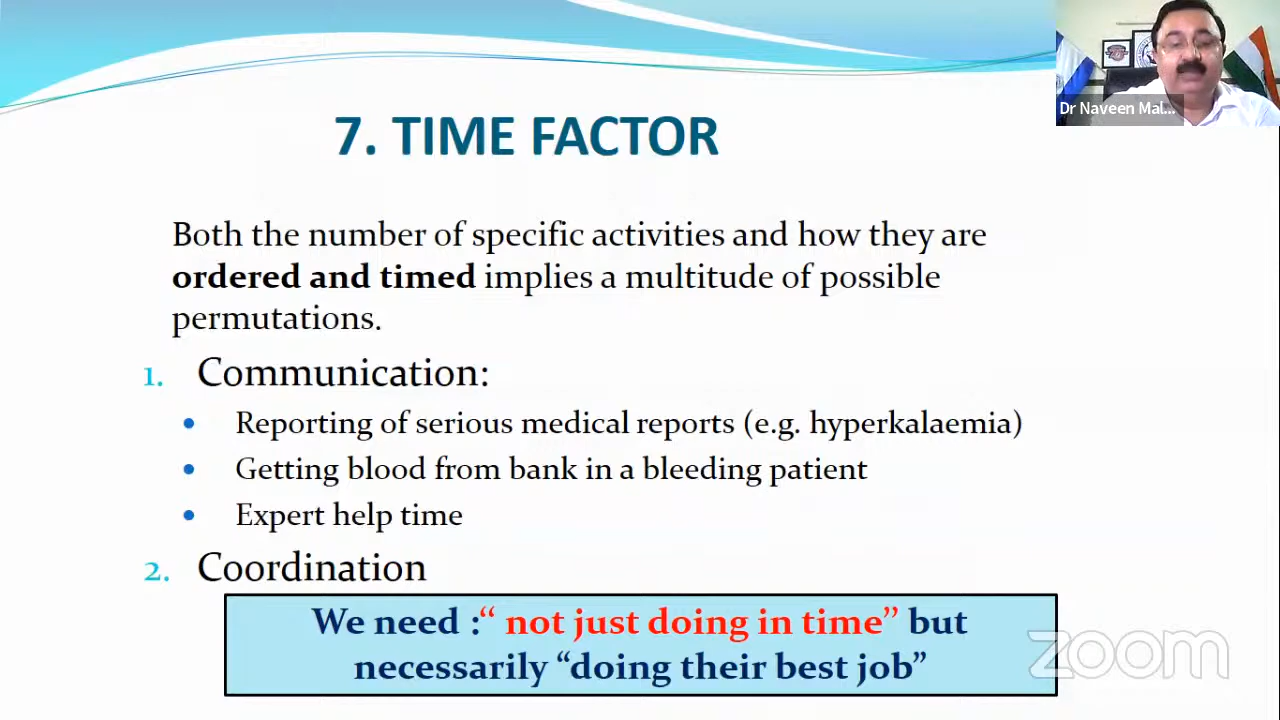 Dr Naveen Mal...
7. TIME FACTOR
Both the number of specific activities and how they are
ordered and timed implies a multitude of possible
permutations.
1. Communication:
• Reporting of serious medical reports (e.g. hyperkalaemia)
• Getting blood from bank in a bleeding patient
• Expert help time
2. Coordination
We need :“ not just doing in time” but
necessarily “doing their best job”
zoom